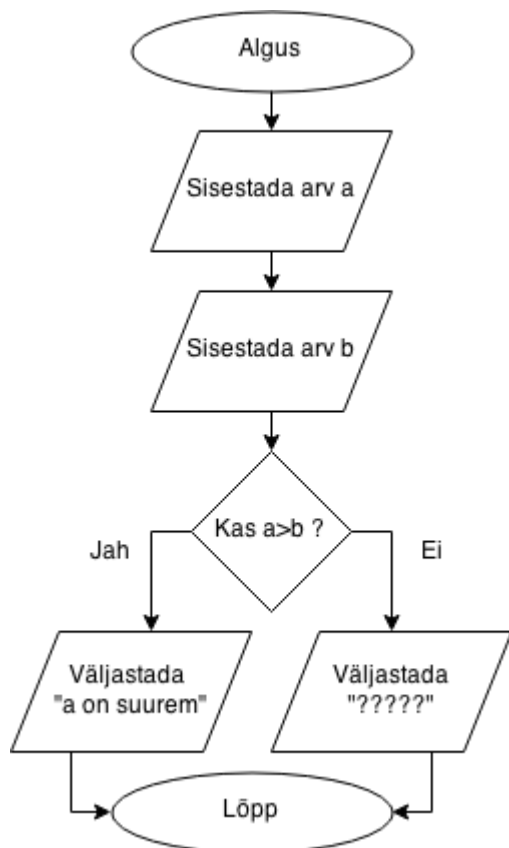 Algus
Sisestada arv a
Sisestada arv b
Kas a>b ?
Jah
Ei
Väljastada
"a on suurem"
Väljastada
"?????"
Lõpp